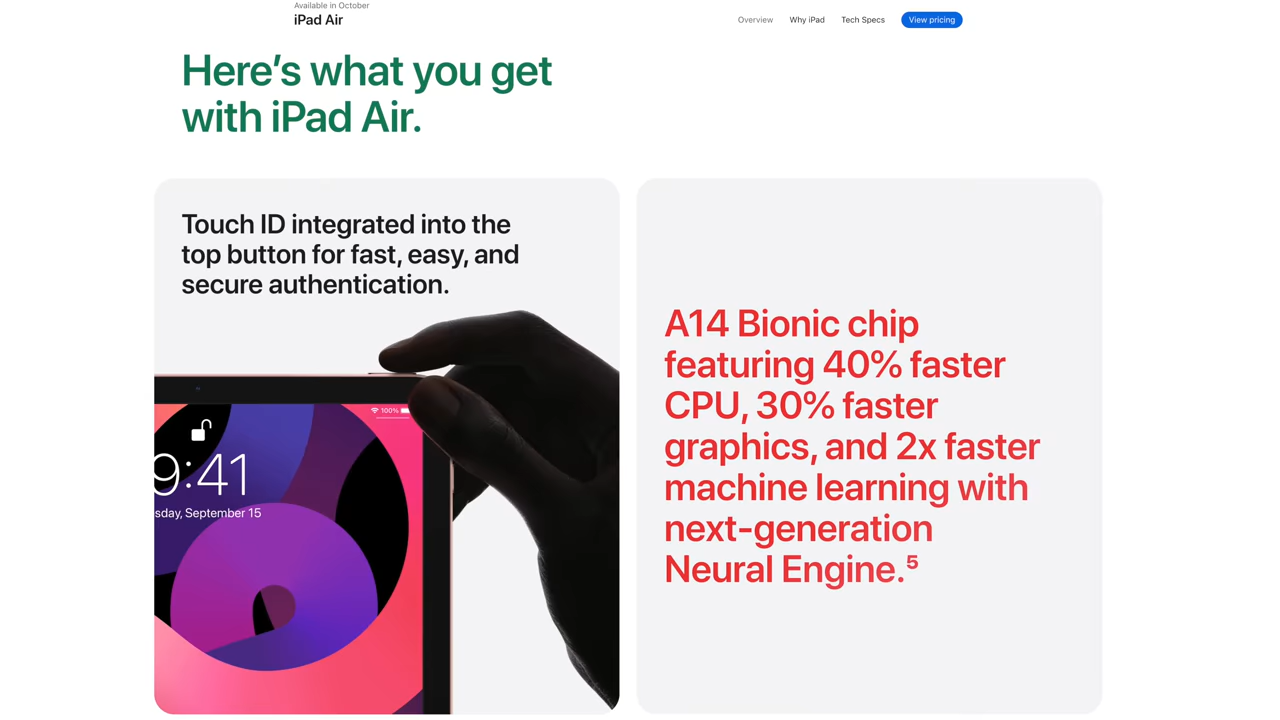 Available in October
iPad Air
Overview
Why iPad
Tech Specs
View pricing
Here’s what you get
with iPad Air.
Touch ID integrated into the
top button for fast, easy, and
secure authentication.
100%
9:41
sday, September 15
A14 Bionic chip
featuring 40% faster
CPU, 30% faster
graphics, and 2x faster
machine learning with
next-generation
Neural Engine.⁵